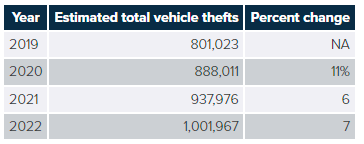 Year Estimated total vehicle thefts Percent change
2019 801,023 NA
2020 888,011 11%
2021 937,976 6
2022 1,001,967 7